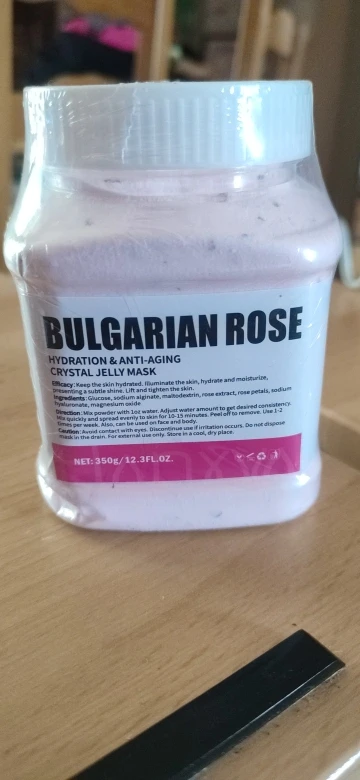 BULGARIAN ROSE
HYDRATION & ANTI-AGING
CRYSTAL JELLY MASK
Efficacy: Keep the skin hydrated. Illuminate the skin, hydrate and moisturize,
presenting a subtle shine. Lift and tighten the skin.
Ingredients: Glucose, sodium alginate, maltodextrin, rose extract, rose petals, sodium
hyaluronate, magnesium oxide
Direction: Mix powder with 1oz water. Adjust water amount to get desired consistency.
Mix quickly and spread evenly to skin for 10-15 minutes. Peel off to remove. Use 1-2
times per week. Also, can be used on face and body.
Caution: Avoid contact with eyes. Discontinue use if irritation occurs. Do not dispose
mask in the drain. For external use only. Store in a cool, dry place.
NET: 350g/12.3FL.OZ.